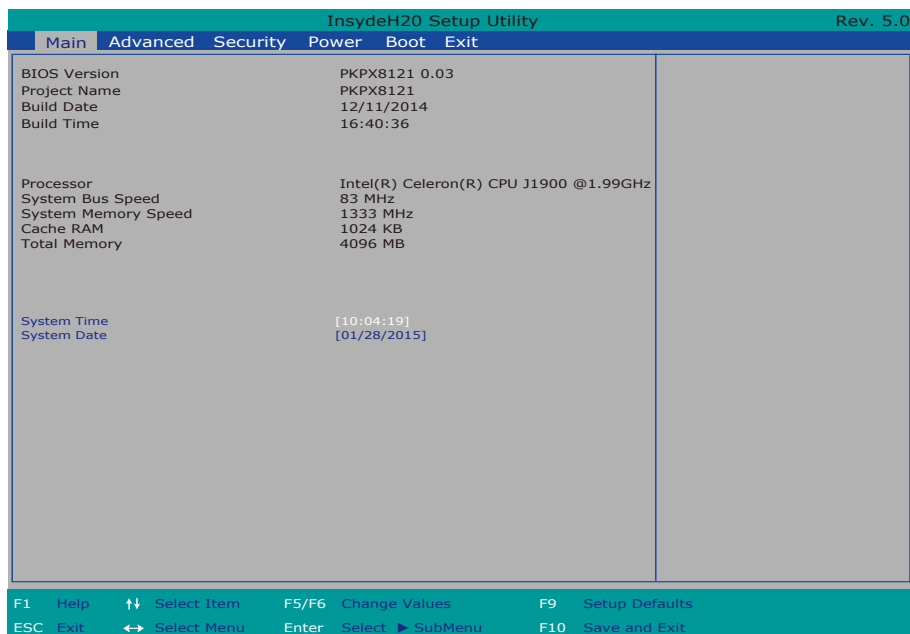 InsydeH20 Setup Utility Rev. 5.0
Main Advanced Security Power Boot Exit
BIOS Version PKPX8121 0.03
Project Name PKPX8121
Build Date 12/11/2014
Build Time 16:40:36
Processor Intel(R) Celeron(R) CPU J1900 @1.99GHz
System Bus Speed 83 MHz
System Memory Speed 1333 MHz
Cache RAM 1024 KB
Total Memory 4096 MB
System Time [10:04:19]
System Date [01/28/2015]
F1 Help ↑↓ Select Item F5/F6 Change Values F9 Setup Defaults
ESC Exit ↔ Select Menu Enter Select ► SubMenu F10 Save and Exit